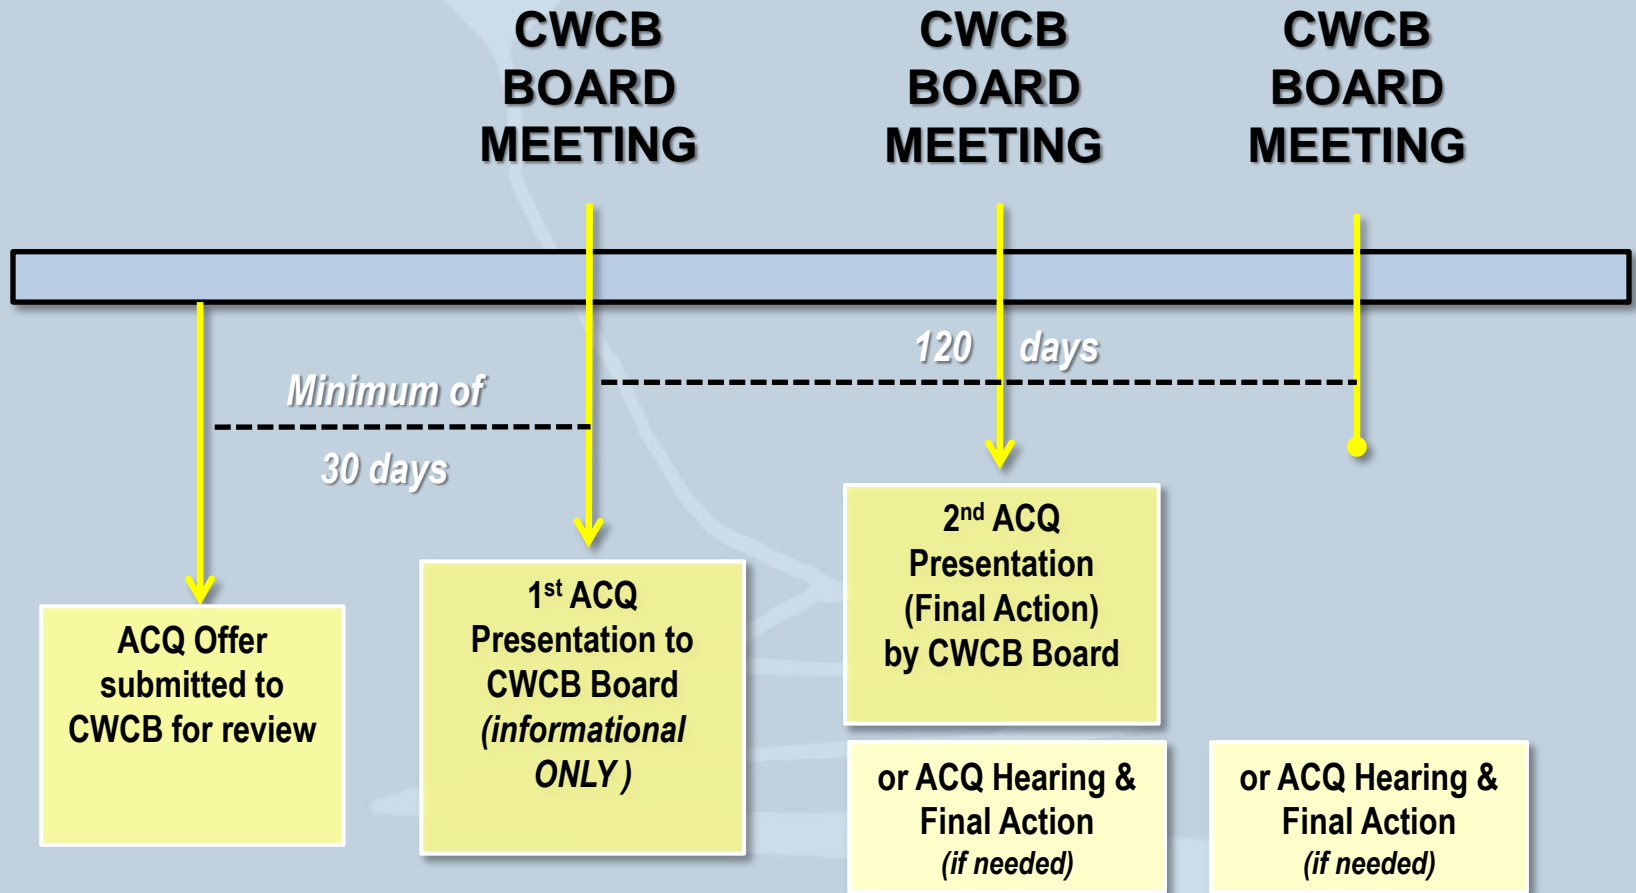 CWCB
BOARD
MEETING
CWCB
BOARD
MEETING
CWCB
BOARD
MEETING
120 days
Minimum of
30 days
ACQ Offer
submitted to
CWCB for review
1st ACQ
Presentation to
CWCB Board
(informational
ONLY )
2nd ACQ
Presentation
(Final Action)
by CWCB Board
or ACQ Hearing &
Final Action
(if needed)
or ACQ Hearing &
Final Action
(if needed)